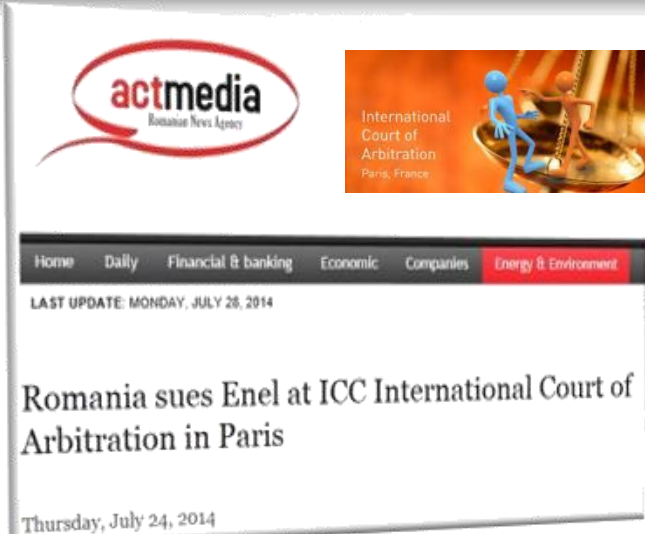 actmedia
Romanian News Agency
International
Court of
Arbitration
Paris, France
Home Daily Financial & banking Economic Companies Energy & Environment
LAST UPDATE: MONDAY, JULY 28, 2014
Romania sues Enel at ICC International Court of
Arbitration in Paris
Thursday, July 24, 2014